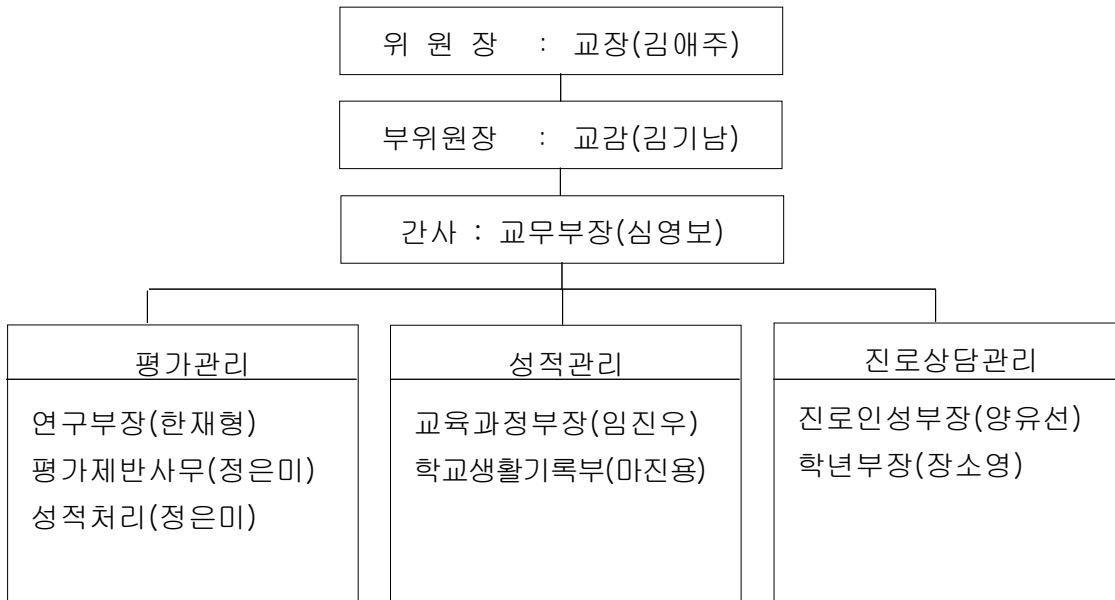 위 원 장 : 교장(김애주)
부위원장 : 교감(김기남)
간사 : 교무부장(심영보)
평가관리
연구부장(한재형)
평가제반사무(정은미)
성적처리(정은미)
성적관리
교육과정부장(임진우)
학교생활기록부(마진용)
진로상담관리
진로인성부장(양유선)
학년부장(장소영)